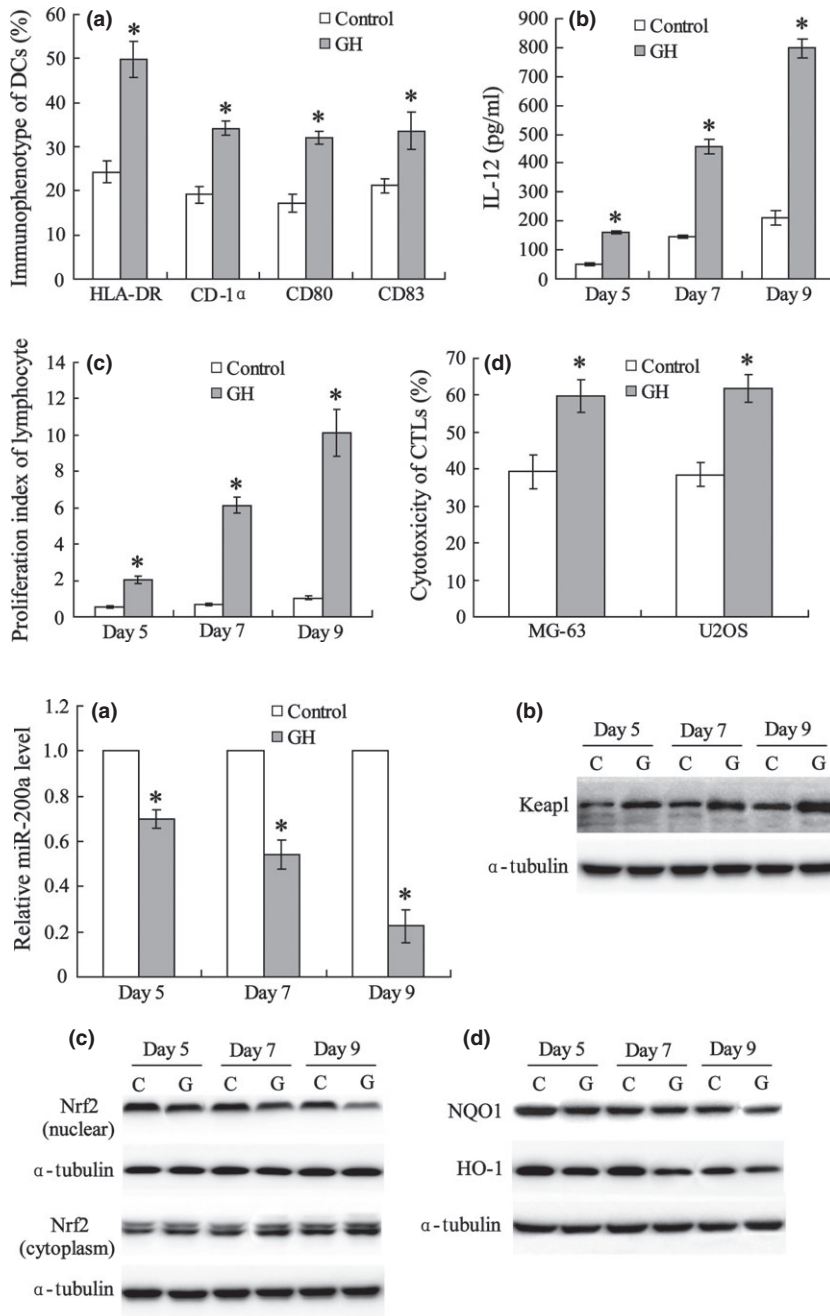 (a)
Immunophenotype of DCs (%)
60
50
40
30
20
10
0
Control
GH
*
*
*
*
HLA-DR CD-1α CD80 CD83
(b)
IL-12 (pg/ml)
900
800
700
600
500
400
300
200
100
0
Control
GH
*
*
*
Day 5 Day 7 Day 9
(c)
Proliferation index of lymphocyte
14
12
10
8
6
4
2
0
Control
GH
*
*
*
Day 5 Day 7 Day 9
(d)
Cytotoxicity of CTLs (%)
70
60
50
40
30
20
10
0
Control
GH
*
*
MG-63 U2OS
(a)
Relative miR-200a level
1.2
1.0
0.8
0.6
0.4
0.2
0
Control
GH
*
*
*
Day 5 Day 7 Day 9
(b)
Day 5 Day 7 Day 9
C G C G C G
Keapl
α-tubulin
(c)
Day 5 Day 7 Day 9
C G C G C G
Nrf2
(nuclear)
α-tubulin
Nrf2
(cytoplasm)
α-tubulin
(d)
Day 5 Day 7 Day 9
C G C G C G
NQO1
HO-1
α-tubulin